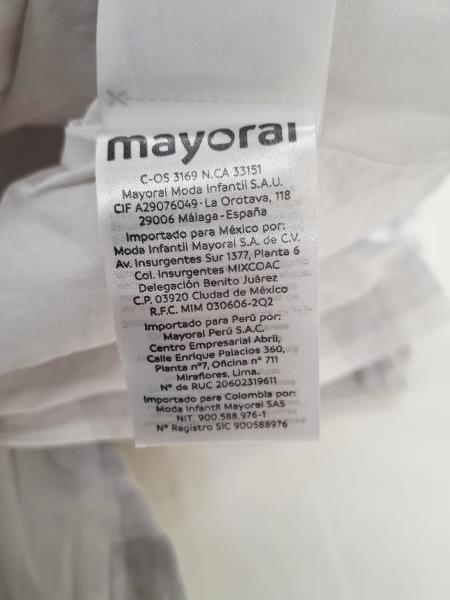 mayoral
C-OS 3169 N.CA 33151
Mayoral Moda Infantil S.A.U.
CIF A29076049 · La Orotava, 118
29006 Málaga - España
Importado para México por:
Moda Infantil Mayoral S.A. de C.V.
Av. Insurgentes Sur 1377, Planta 6
Col. Insurgentes MIXCOAC
Delegación Benito Juárez
C.P. 03920 Ciudad de México
R.F.C. MIM 030606-2Q2
Importado para Perú por:
Mayoral Perú S.A.C.
Centro Empresarial Abril,
Calle Enrique Palacios 360,
Planta nº7, Oficina nº 711
Miraflores, Lima.
Nº de RUC 20602319611
Importado para Colombia por:
Moda Infantil Mayoral SAS
NIT. 900.588.976-1
Nº Registro SIC 900588976